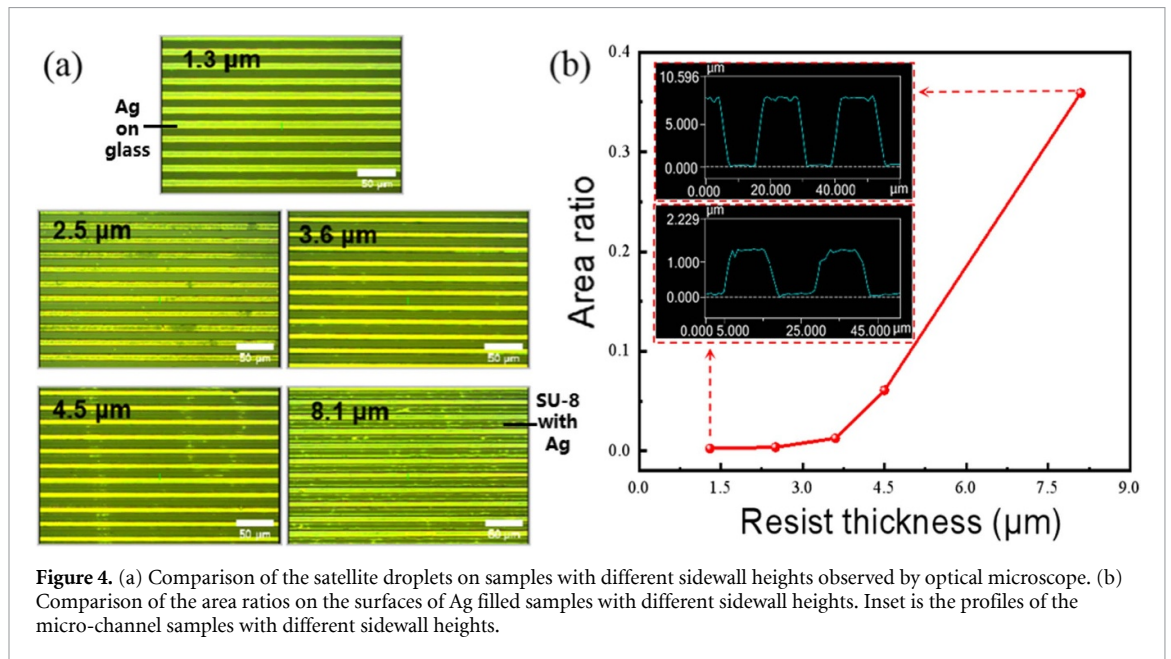 (a)
1.3 µm
Ag
on
glass
50 µm
2.5 µm
50 µm
3.6 µm
50 µm
4.5 µm
50 µm
8.1 µm
50 µm
SU-8
with
Ag
(b)
Area ratio
0.4
0.3
0.2
0.1
0.0
0.0 1.5 3.0 4.5 6.0 7.5 9.0
Resist thickness (µm)
µm
10.596
5.000
0.000
0.000 20.000 40.000 µm
µm
2.229
1.000
0.000
0.000 5.000 25.000 45.000 µm
Figure 4. (a) Comparison of the satellite droplets on samples with different sidewall heights observed by optical microscope. (b)
Comparison of the area ratios on the surfaces of Ag filled samples with different sidewall heights. Inset is the profiles of the
micro-channel samples with different sidewall heights.